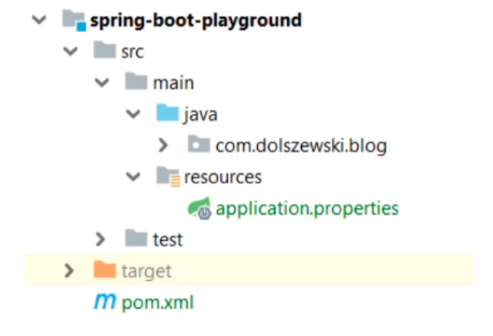 spring-boot-playground
src
main
java
com.dolszewski.blog
resources
application.properties
test
target
m pom.xml